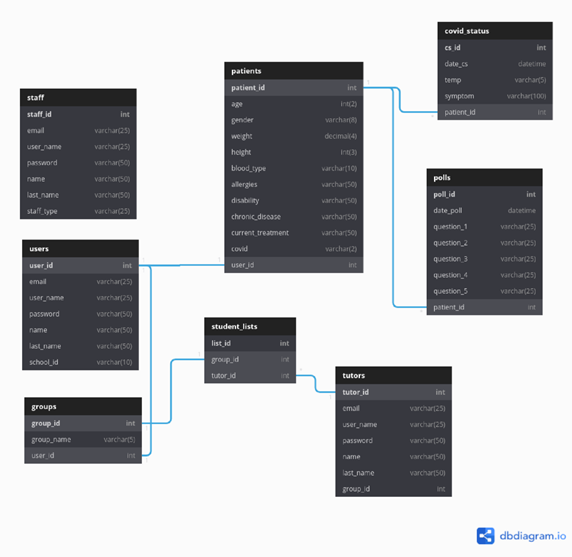 covid_status
cs_id int
date_cs datetime
temp varchar(5)
symptom varchar(100)
patient_id int
patients
patient_id int
age int(2)
gender varchar(8)
weight decimal(4)
height int(3)
blood_type varchar(10)
allergies varchar(50)
disability varchar(50)
chronic_disease varchar(50)
current_treatment varchar(50)
covid varchar(2)
user_id int
staff
staff_id int
email varchar(25)
user_name varchar(25)
password varchar(50)
name varchar(50)
last_name varchar(50)
staff_type varchar(25)
polls
poll_id int
date_poll datetime
question_1 varchar(25)
question_2 varchar(25)
question_3 varchar(25)
question_4 varchar(25)
question_5 varchar(25)
patient_id int
users
user_id int
email varchar(25)
user_name varchar(25)
password varchar(50)
name varchar(50)
last_name varchar(50)
school_id varchar(10)
student_lists
list_id int
group_id int
tutor_id int
groups
group_id int
group_name varchar(5)
user_id int
tutors
tutor_id int
email varchar(25)
user_name varchar(25)
password varchar(50)
name varchar(50)
last_name varchar(50)
group_id int
dbdiagram.io